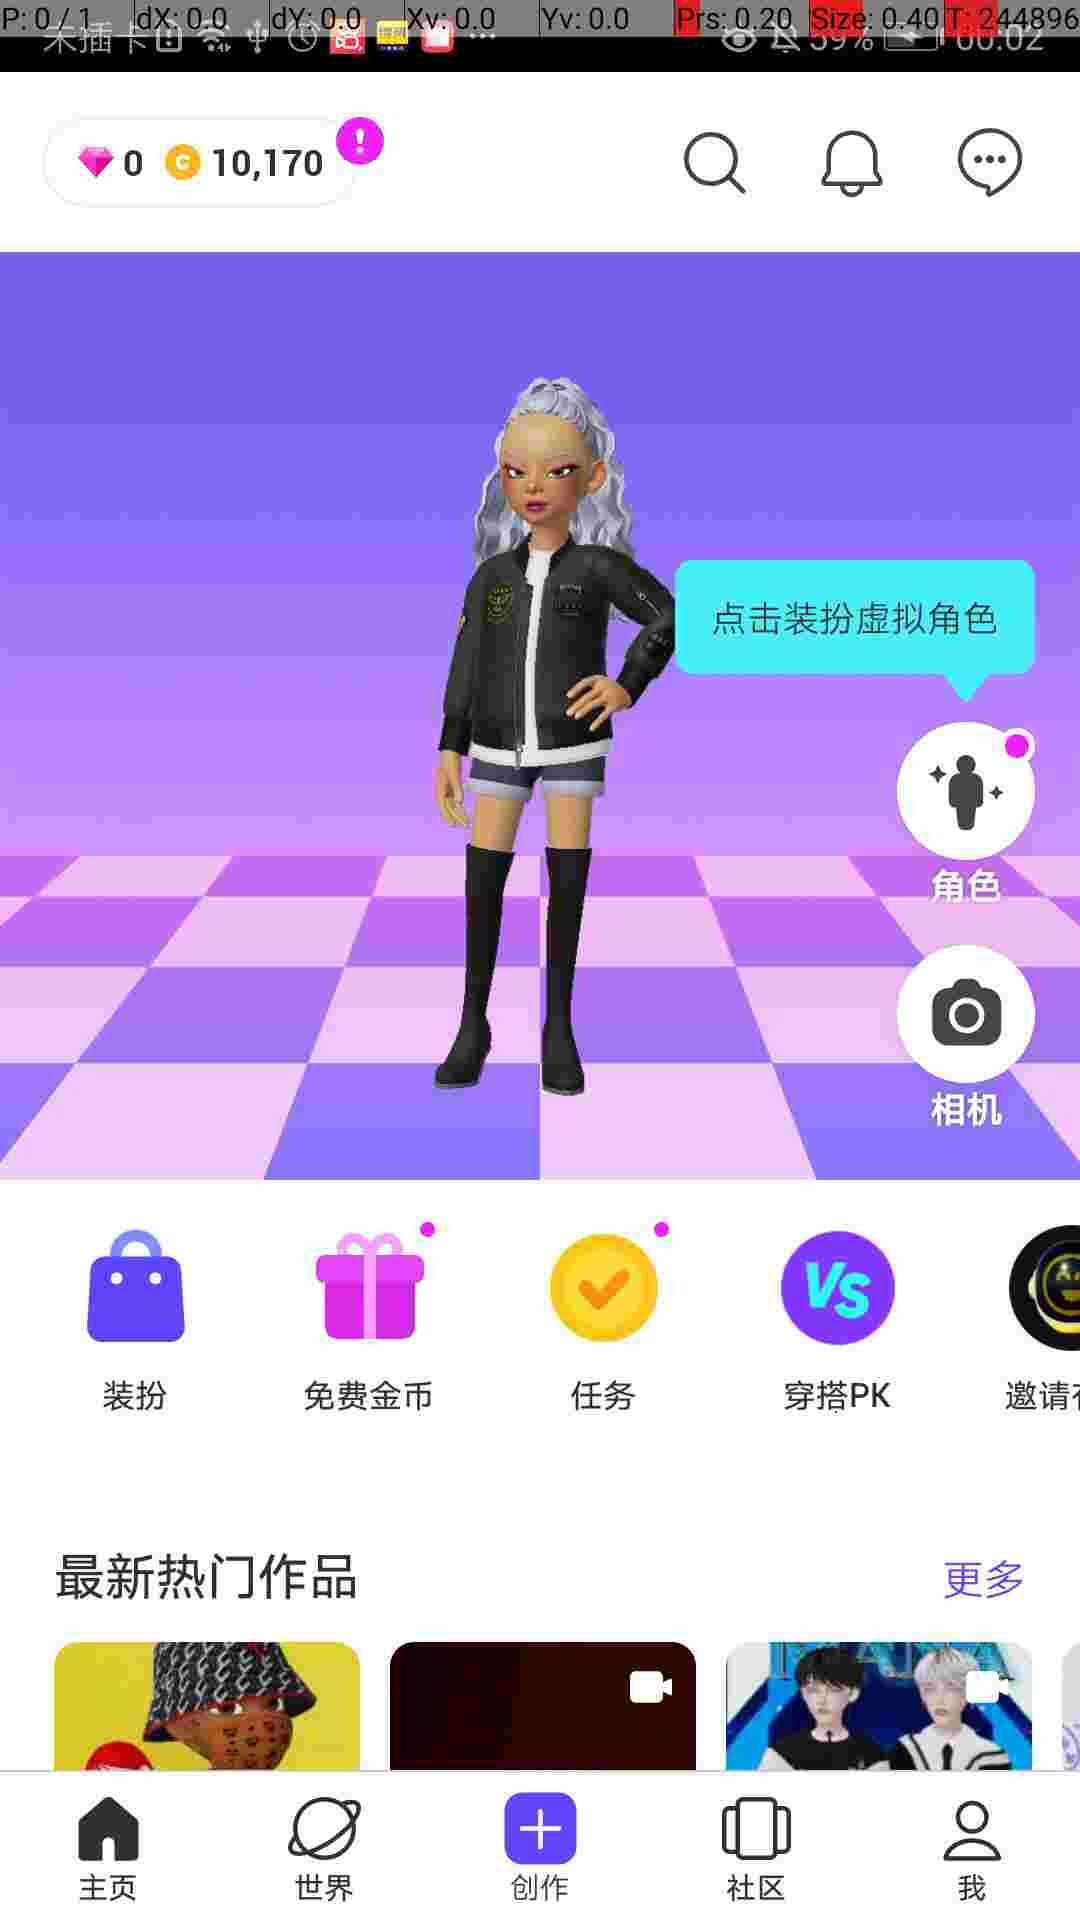 P: 0 / 1 dX: 0.0 dY: 0.0 Xv: 0.0 Yv: 0.0 Prs: 0.20 Size: 0.40 T: 244896
未插卡 59% 00:02
0 C 10,170 !
点击装扮虚拟角色
角色
相机
VS
装扮 免费金币 任务 穿搭PK 邀请
最新热门作品 更多
主页 世界 创作 社区 我